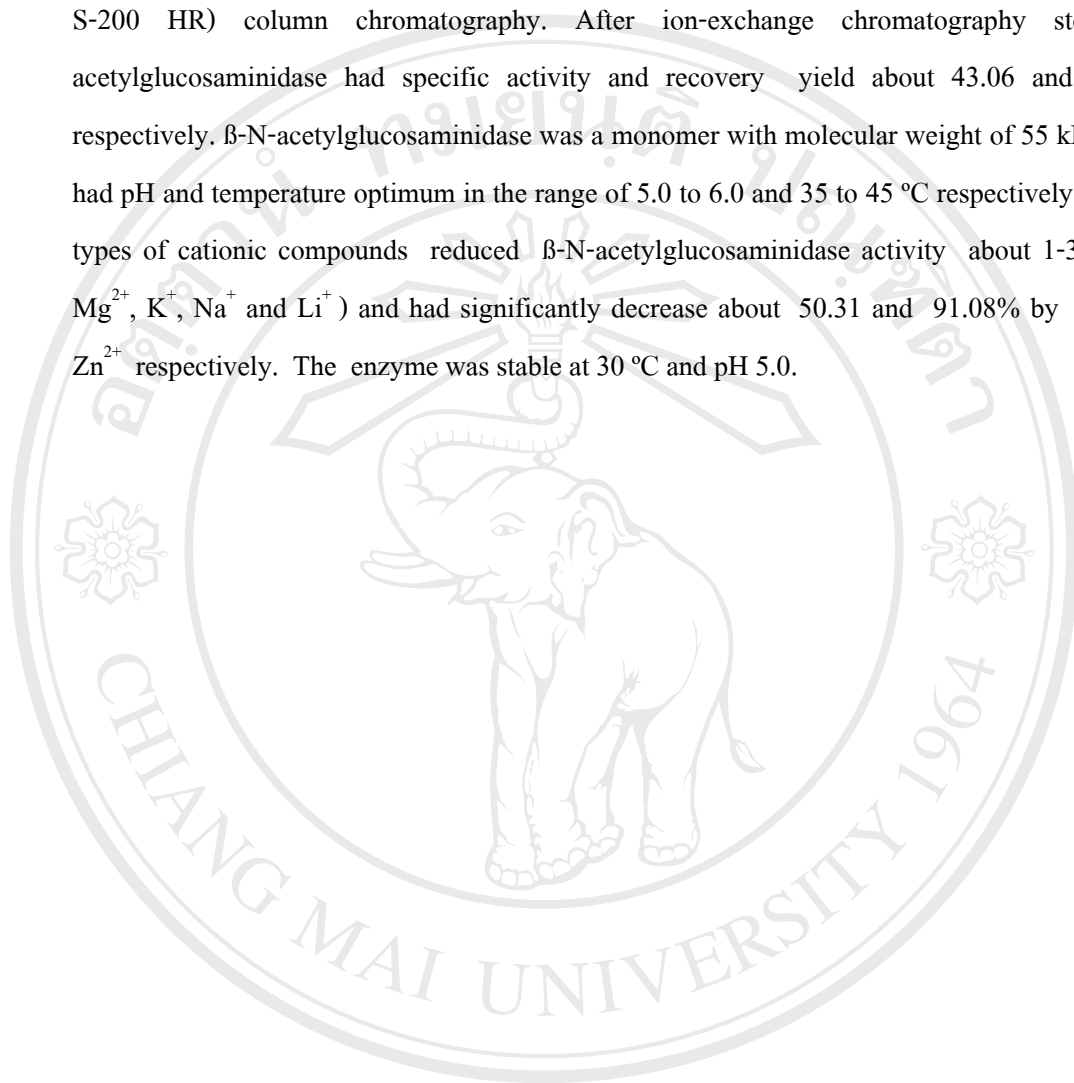 S-200 HR) column chromatography. After ion-exchange chromatography
acetylglucosaminidase had specific activity and recovery yield about 43.06 and
respectively. ß-N-acetylglucosaminidase was a monomer with molecular weight of 55
had pH and temperature optimum in the range of 5.0 to 6.0 and 35 to 45 ºC respectively
types of cationic compounds reduced ß-N-acetylglucosaminidase activity about 1-3
Mg²⁺, K⁺, Na⁺ and Li⁺ ) and had significantly decrease about 50.31 and 91.08% by
Zn²⁺ respectively. The enzyme was stable at 30 ºC and pH 5.0.
CHIANG MAI UNIVERSITY 1964